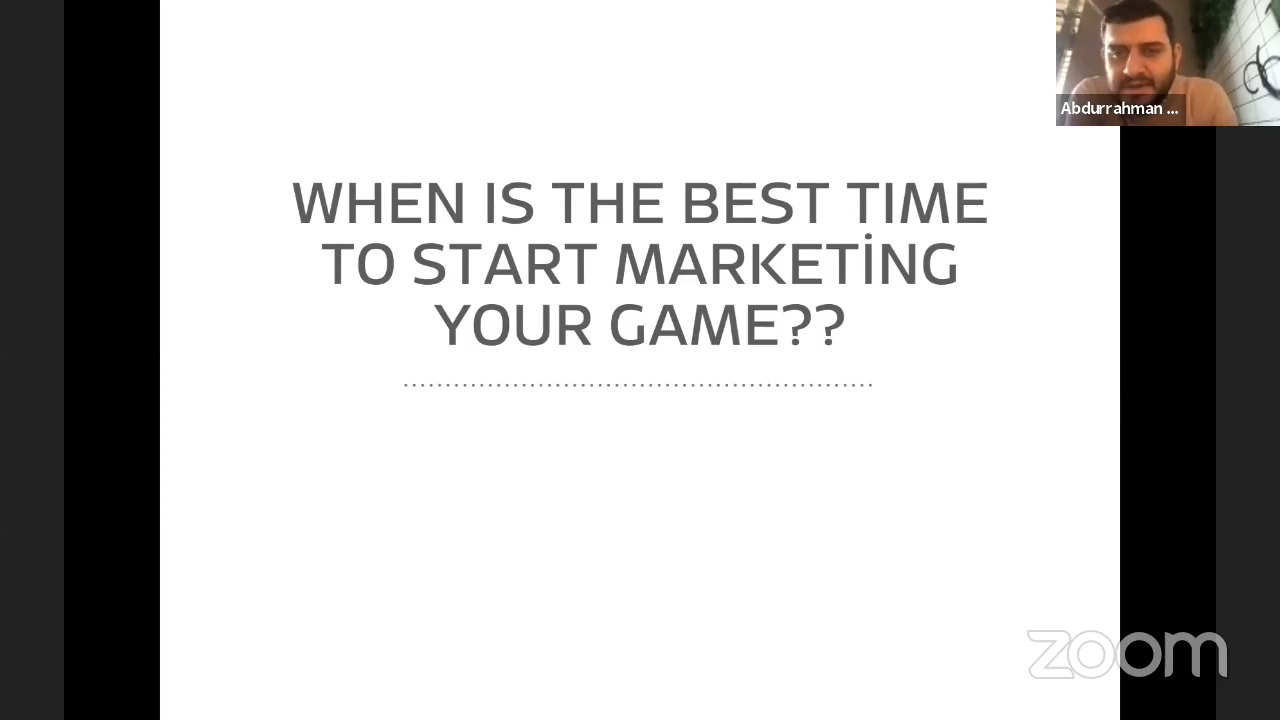 Abdurrahman ...
WHEN IS THE BEST TIME
TO START MARKETİNG
YOUR GAME??
zoom